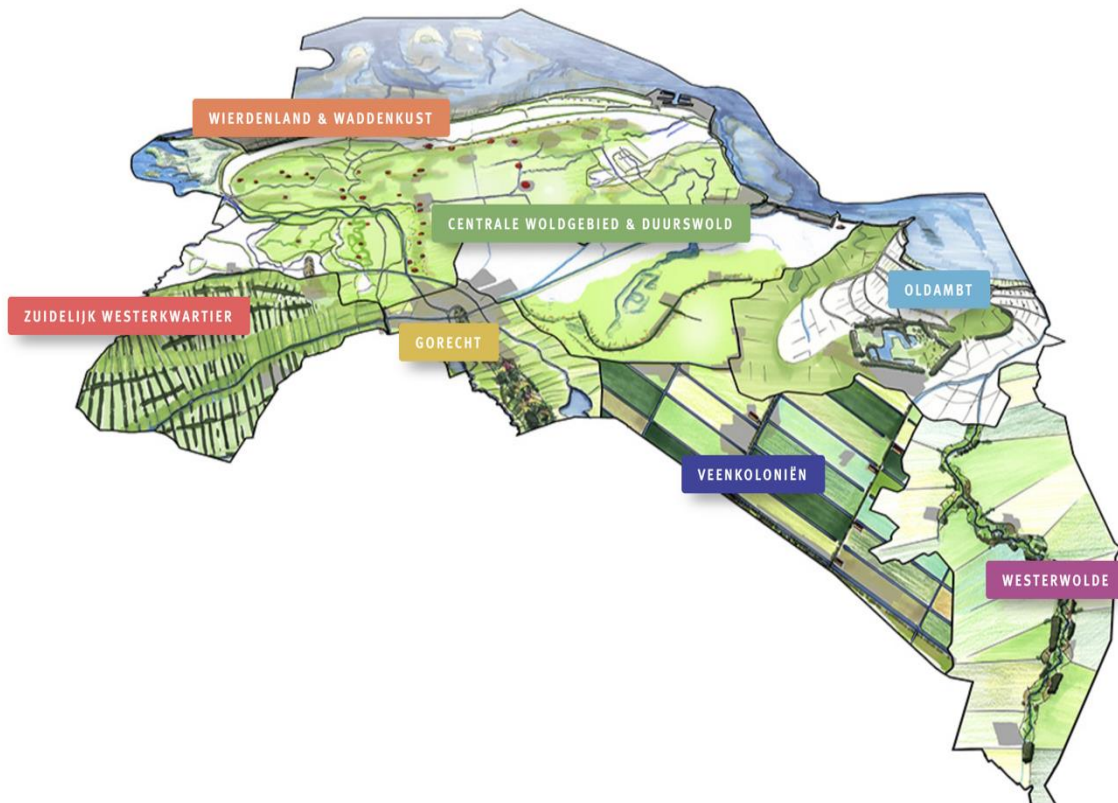 WIERDENLAND & WADDENKUST
CENTRALE WOLDGEBIED & DUURSWOLD
OLDAMBT
ZUIDELIJK WESTERKWARTIER
GORECHT
VEENKOLONIËN
WESTERWOLDE